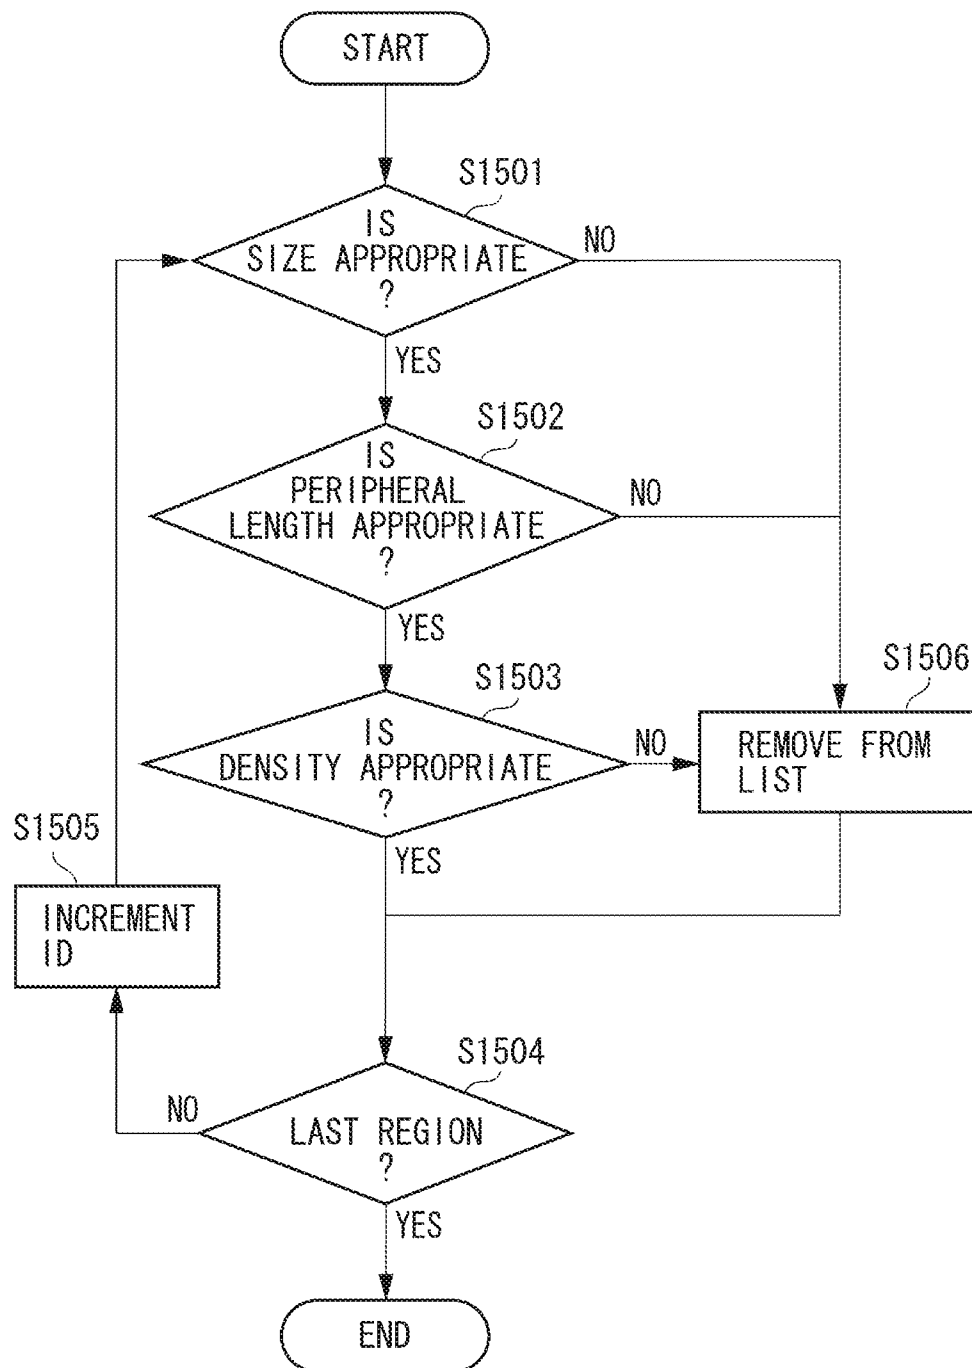 START
S1501
IS
SIZE APPROPRIATE
?
NO
YES
S1502
IS
PERIPHERAL
LENGTH APPROPRIATE
?
NO
YES
S1503
IS
DENSITY APPROPRIATE
?
NO
YES
S1506
REMOVE FROM
LIST
S1505
INCREMENT
ID
S1504
LAST REGION
?
NO
YES
END